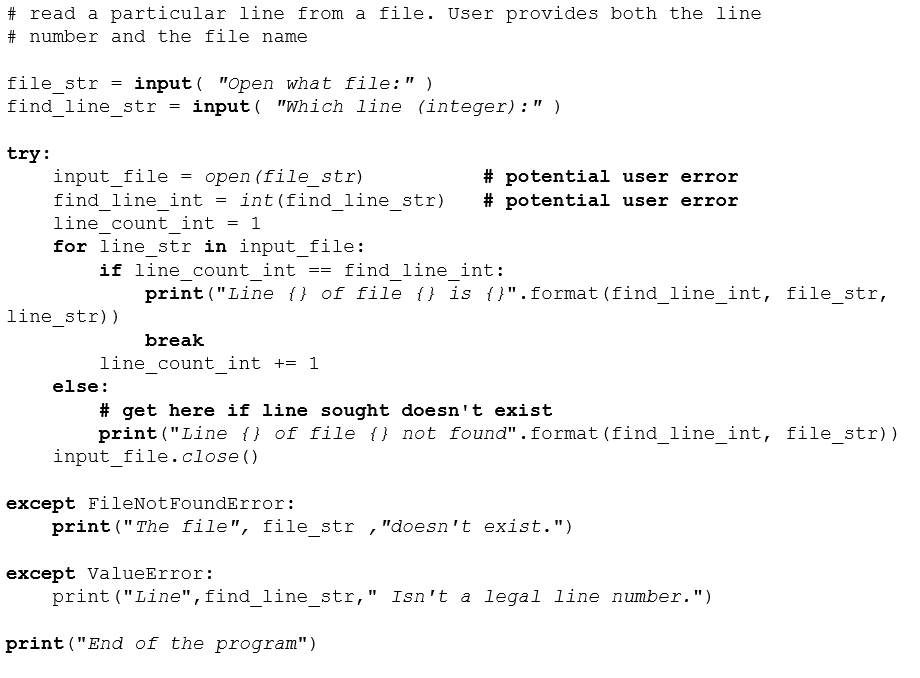 # read a particular line from a file. User provides both the line
# number and the file name

file_str = input( "Open what file:" )
find_line_str = input( "Which line (integer):" )

try:
    input_file = open(file_str)          # potential user error
    find_line_int = int(find_line_str)   # potential user error
    line_count_int = 1
    for line_str in input_file:
        if line_count_int == find_line_int:
            print("Line {} of file {} is {}".format(find_line_int, file_str,
line_str))
            break
        line_count_int += 1
    else:
        # get here if line sought doesn't exist
        print("Line {} of file {} not found".format(find_line_int, file_str))
    input_file.close()

except FileNotFoundError:
    print("The file", file_str ,"doesn't exist.")

except ValueError:
    print("Line",find_line_str," Isn't a legal line number.")

print("End of the program")